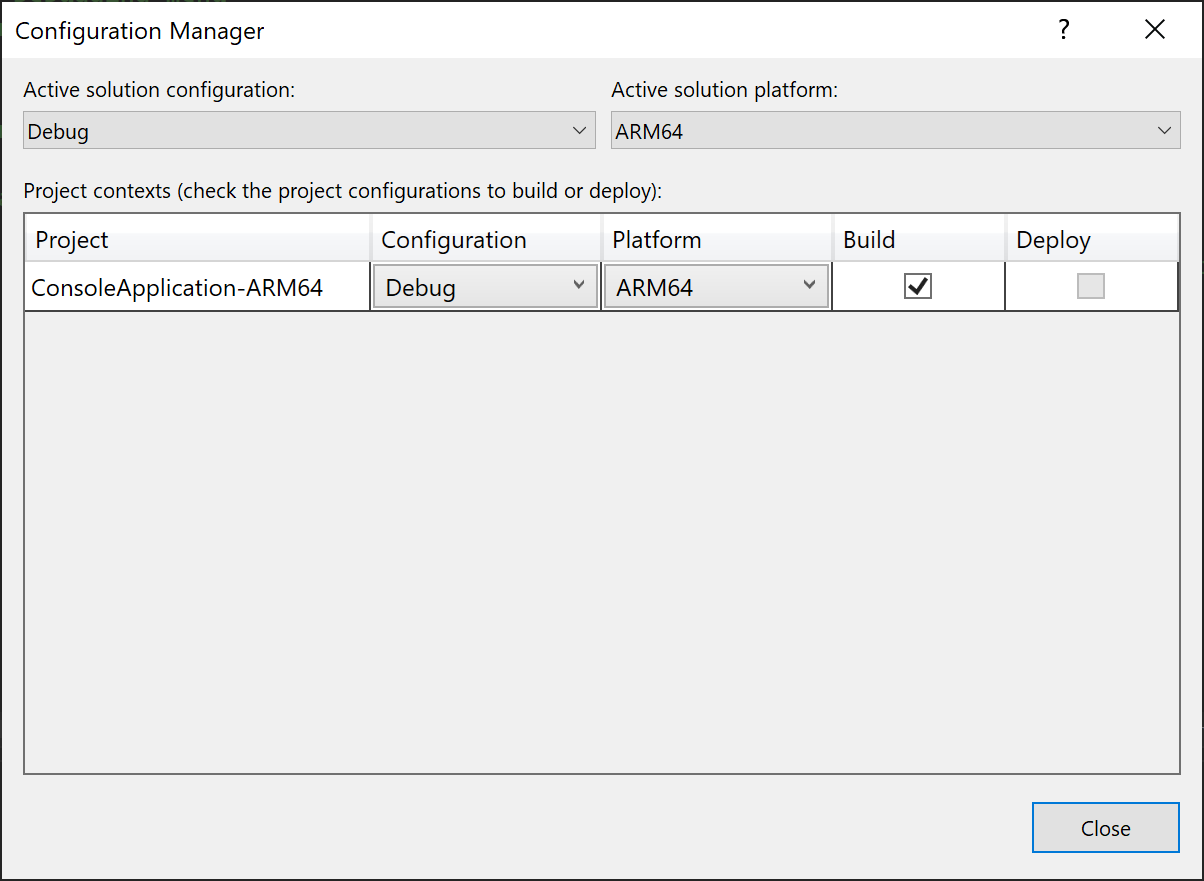 Configuration Manager ?
Active solution configuration: Active solution platform:
Debug ARM64
Project contexts (check the project configurations to build or deploy):
Project Configuration Platform Build Deploy
ConsoleApplication-ARM64 Debug ARM64
Close